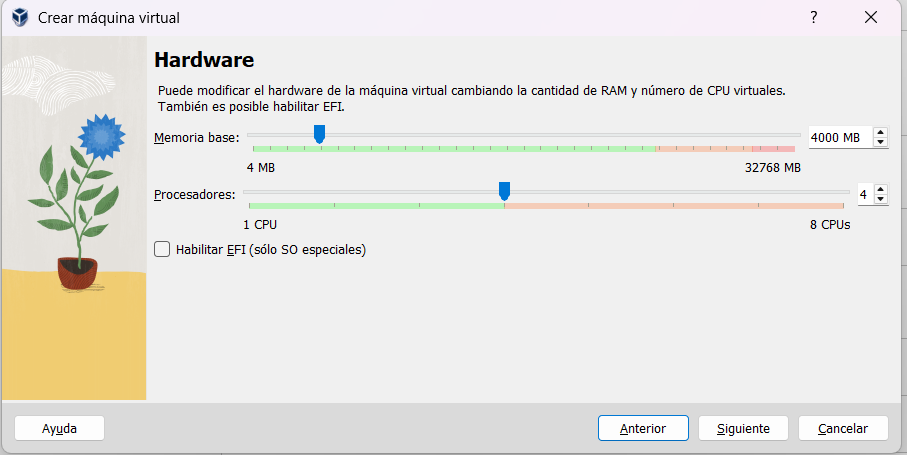 Crear máquina virtual
?
Hardware
Puede modificar el hardware de la máquina virtual cambiando la cantidad de RAM y número de CPU virtuales.
También es posible habilitar EFI.
Memoria base:
4000 MB
4 MB
32768 MB
Procesadores:
4
1 CPU
8 CPUs
Habilitar EFI (sólo SO especiales)
Ayuda
Anterior
Siguiente
Cancelar